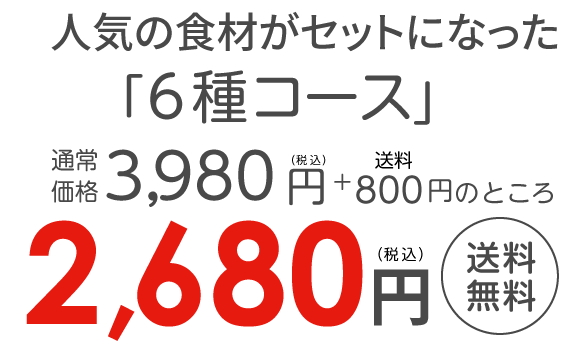 人気の食材がセットになった
「6種コース」
通常価格 3,980円(税込)+送料800円のところ
2,680円(税込) 送料無料